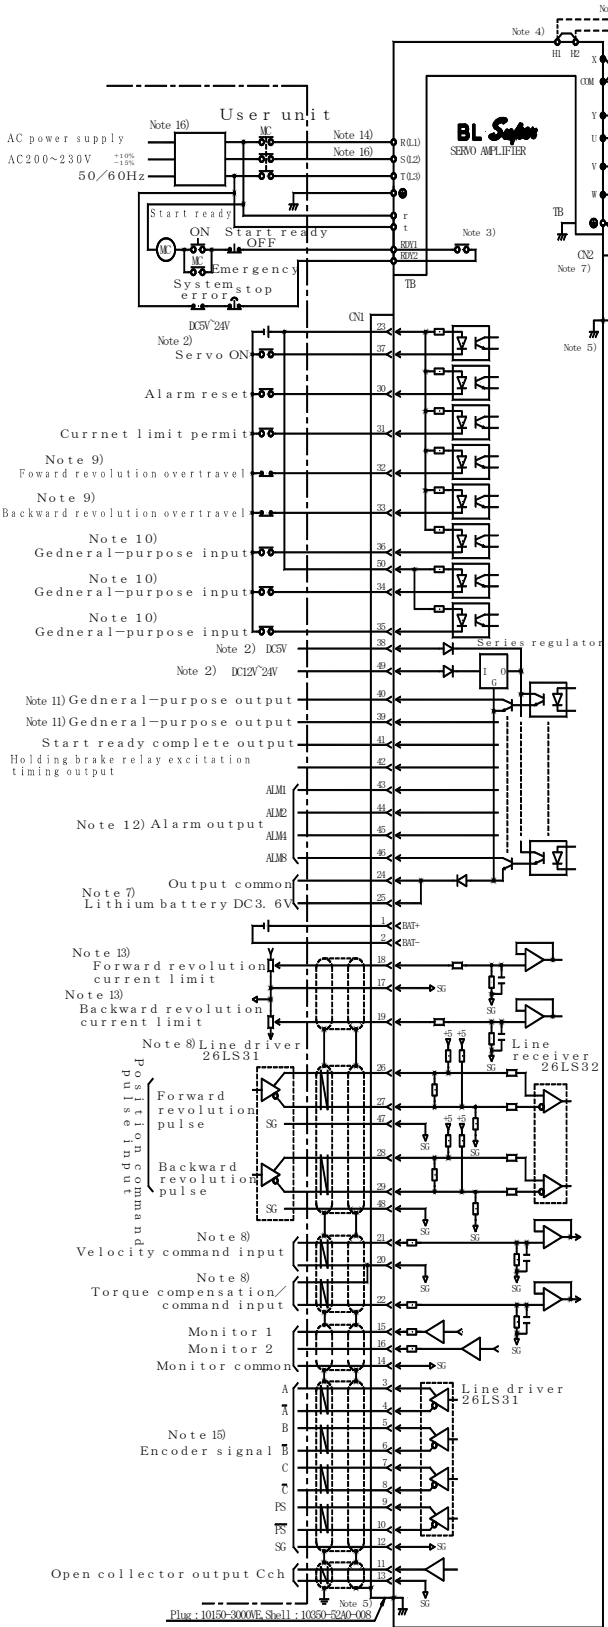 No
Note 4)
H1 H2
X
COM
Y
U
V
W
User unit
Note 16)
MC
Note 14)
R(L1)
AC power supply
AC200~230V +10% -15%
Note 16)
S(L2)
50/60Hz
T(L3)
BL Super
SERVO AMPLIFIER
TB
Start ready
r
t
ON
Start ready
OFF
Note 3)
RDY1
RDY2
MC
MC
Emergency
stop
System
error
TB
CN2
Note 7)
DC5V~24V
CN1
Note 2)
23
Servo ON
37
Note 5)
Alarm reset
30
Currnet limit permit
31
Note 9)
Foward revolution overtravel
32
Note 9)
Backward revolution overtravel
33
Note 10)
Gedneral-purpose input
36
50
Note 10)
Gedneral-purpose input
34
Note 10)
Gedneral-purpose input
35
Note 2) DC5V
38
Series regulator
Note 2) DC12V~24V
49
I O
G
Note 11) Gedneral-purpose output
40
Note 11) Gedneral-purpose output
39
Start ready complete output
41
Holding brake relay excitation
timing output
42
ALM1
43
ALM2
44
Note 12) Alarm output
ALM4
45
ALM8
46
Output common
24
Note 7)
Lithium battery DC3. 6V
25
1
BAT+
2
BAT-
Note 13)
Forward revolution
current limit
18
17
SG
SG
Note 13)
Backward revolution
current limit
19
SG
Note 8) Line driver
26LS31
+5 +5
Line
receiver
26LS32
Position command
pulse input
26
Forward
revolution
pulse
27
SG
47
SG
SG
+5 +5
28
Backward
revolution
pulse
29
SG
48
SG
SG
Note 8)
Velocity command input
21
20
SG
SG
Note 8)
Torque compensation/
command input
22
SG
Monitor 1
15
Monitor 2
16
Monitor common
14
SG
A
3
Line driver
26LS31
A
4
B
5
Note 15)
Encoder signal
B
6
C
7
C
8
PS
9
PS
10
SG
12
SG
Open collector output Cch
11
13
SG
Note 5)
Plug : 10150-3000VE, Shell : 10350-52A0-008